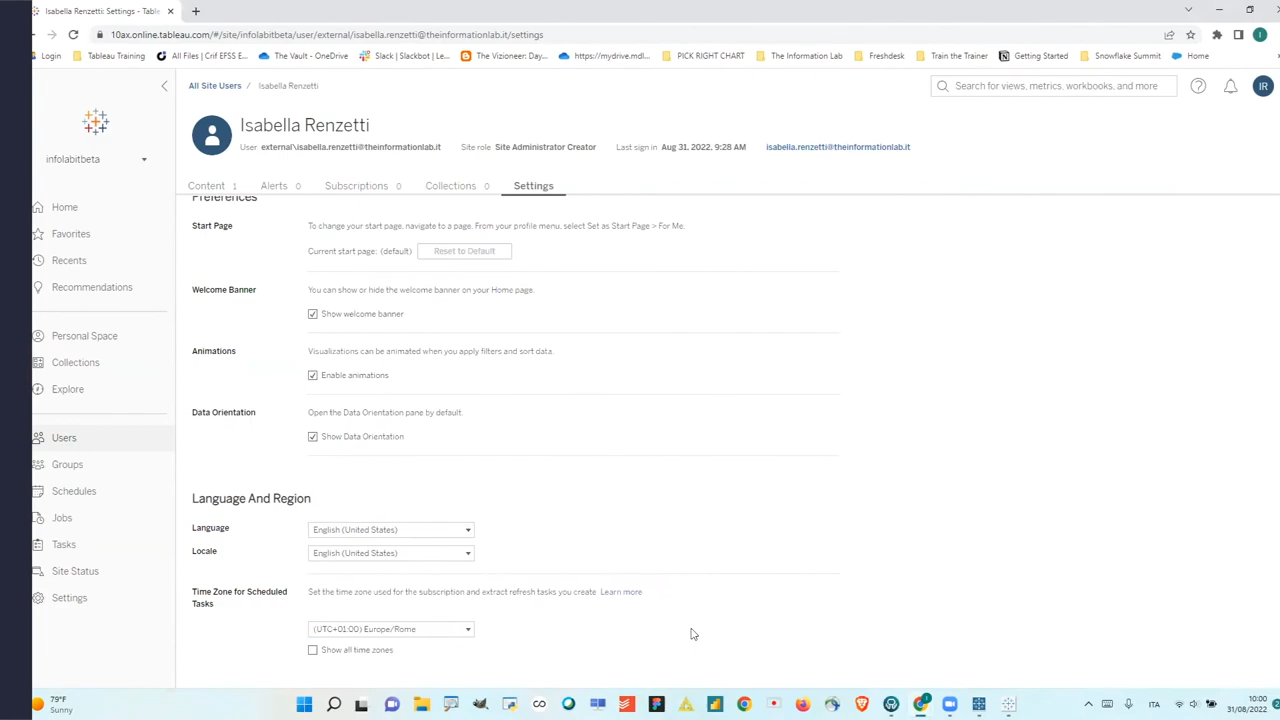 Isabella Renzetti: Settings - Table
10ax.online.tableau.com/#/site/infolabitbeta/user/external/isabella.renzetti@theinformationlab.it/settings
Login Tableau Training All Files | Crif EFSS E... The Vault - OneDrive Slack | Slackbot | Le... The Vizioneer: Day... https://mydrive.mdl... PICK RIGHT CHART The Information Lab Freshdesk Train the Trainer Getting Started Snowflake Summit Home
All Site Users / Isabella Renzetti
Search for views, metrics, workbooks, and more
IR
infolabitbeta
Home
Favorites
Recents
Recommendations
Personal Space
Collections
Explore
Users
Groups
Schedules
Jobs
Tasks
Site Status
Settings
Isabella Renzetti
User external\isabella.renzetti@theinformationlab.it Site role Site Administrator Creator Last sign in Aug 31, 2022, 9:28 AM isabella.renzetti@theinformationlab.it
Content 1 Alerts 0 Subscriptions 0 Collections 0 Settings
Preferences
Start Page To change your start page, navigate to a page. From your profile menu, select Set as Start Page > For Me.
Current start page: (default) Reset to Default
Welcome Banner You can show or hide the welcome banner on your Home page.
Show welcome banner
Animations Visualizations can be animated when you apply filters and sort data.
Enable animations
Data Orientation Open the Data Orientation pane by default.
Show Data Orientation
Language And Region
Language English (United States)
Locale English (United States)
Time Zone for Scheduled Tasks
Set the time zone used for the subscription and extract refresh tasks you create Learn more
(UTC+01:00) Europe/Rome
Show all time zones
79°F
Sunny
ITA
10:00
31/08/2022